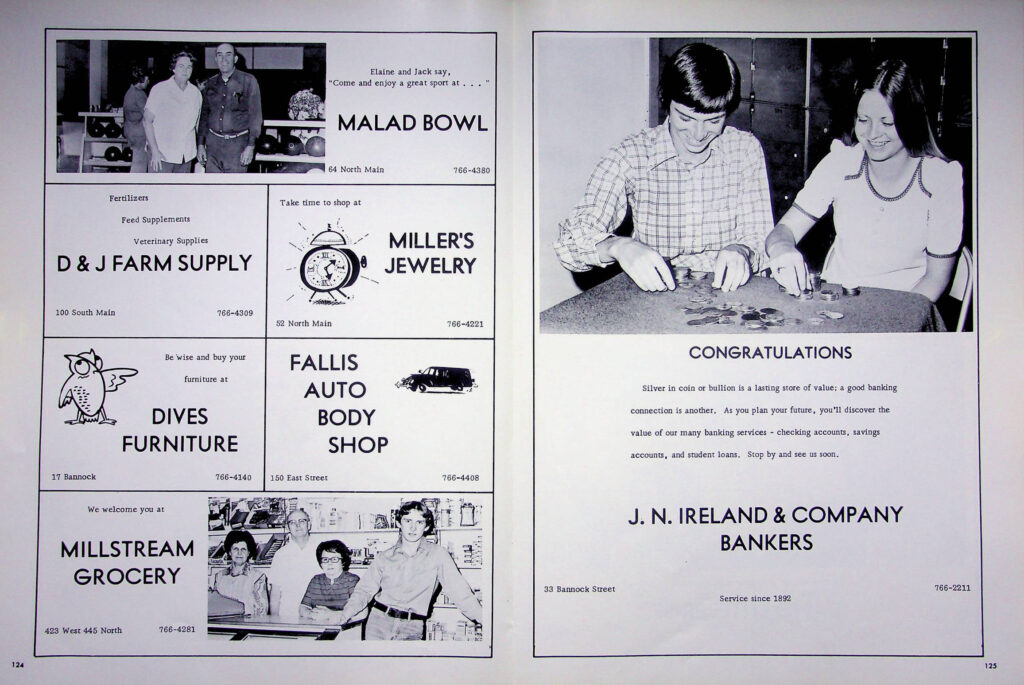 Elaine and Jack say,
"Come and enjoy a great sport at . . . "
MALAD BOWL
64 North Main 766-4380
Fertilizers
Feed Supplements
Veterinary Supplies
D & J FARM SUPPLY
100 South Main 766-4309
Take time to shop at
MILLER'S
JEWELRY
52 North Main 766-4221
Be wise and buy your
furniture at
DIVES
FURNITURE
17 Bannock 766-4140
FALLIS
AUTO
BODY
SHOP
150 East Street 766-4408
We welcome you at
MILLSTREAM
GROCERY
423 West 445 North 766-4281
124
CONGRATULATIONS
Silver in coin or bullion is a lasting store of value; a good banking
connection is another. As you plan your future, you'll discover the
value of our many banking services - checking accounts, savings
accounts, and student loans. Stop by and see us soon.
J. N. IRELAND & COMPANY
BANKERS
33 Bannock Street 766-2211
Service since 1892
125